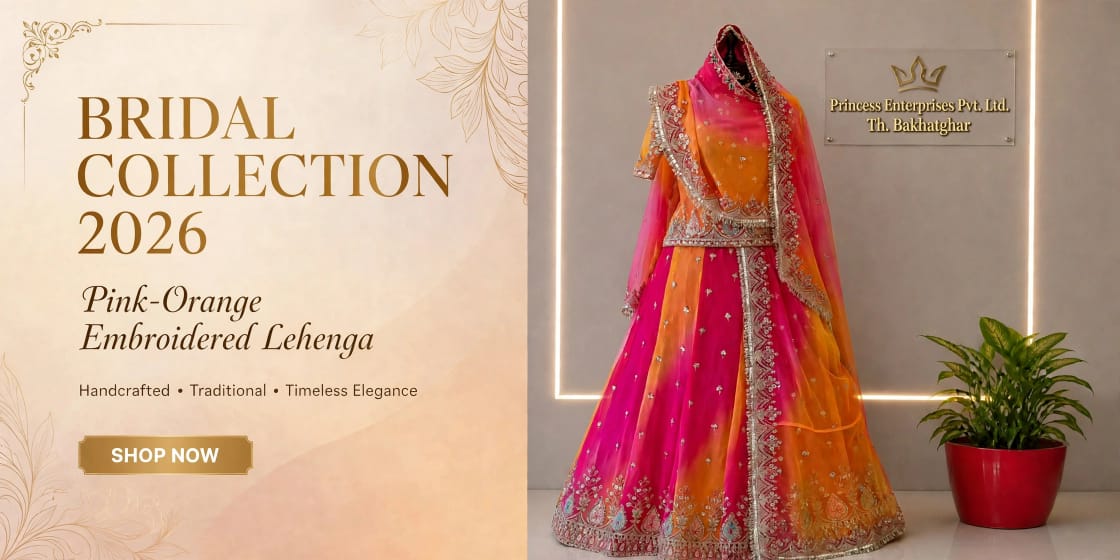 BRIDAL
COLLECTION
2026
Pink-Orange
Embroidered Lehenga
Handcrafted • Traditional • Timeless Elegance
SHOP NOW
Princess Enterprises Pvt. Ltd.
Th. Bakhatghar